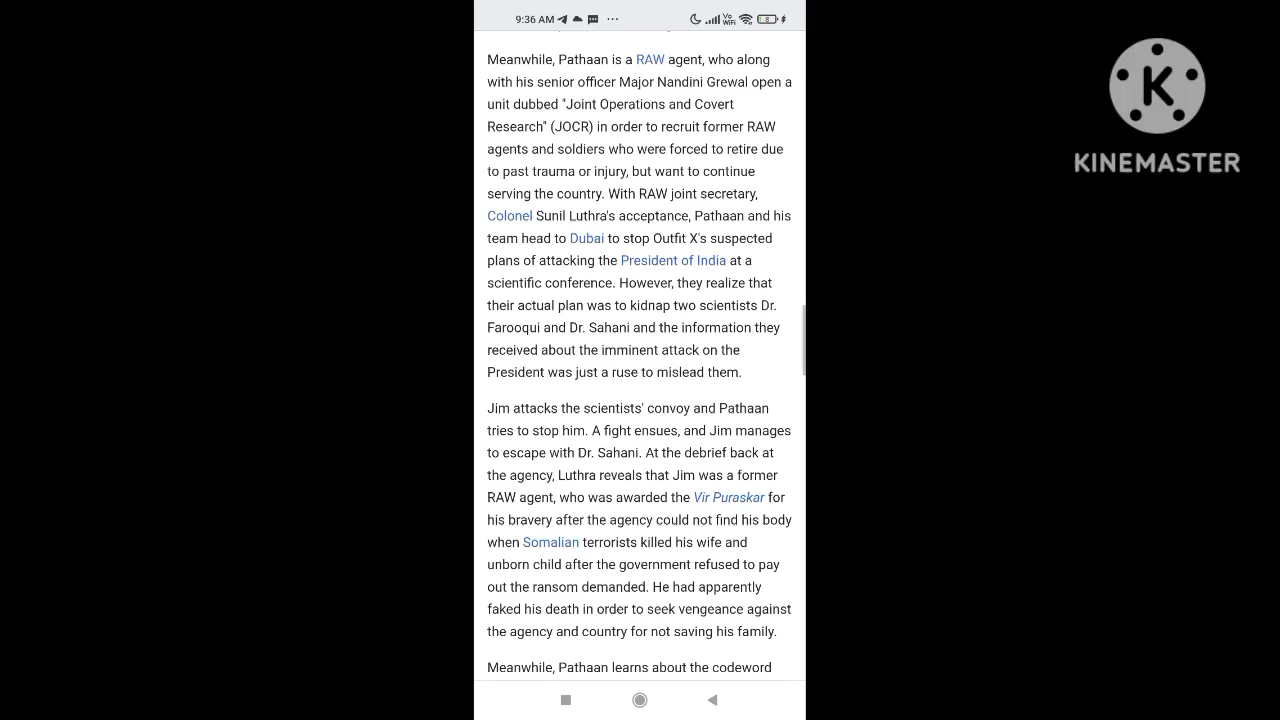 9:36 AM
Vo
WiFi
8
Meanwhile, Pathaan is a RAW agent, who along
with his senior officer Major Nandini Grewal open a
unit dubbed "Joint Operations and Covert
Research" (JOCR) in order to recruit former RAW
agents and soldiers who were forced to retire due
to past trauma or injury, but want to continue
serving the country. With RAW joint secretary,
Colonel Sunil Luthra's acceptance, Pathaan and his
team head to Dubai to stop Outfit X's suspected
plans of attacking the President of India at a
scientific conference. However, they realize that
their actual plan was to kidnap two scientists Dr.
Farooqui and Dr. Sahani and the information they
received about the imminent attack on the
President was just a ruse to mislead them.
Jim attacks the scientists' convoy and Pathaan
tries to stop him. A fight ensues, and Jim manages
to escape with Dr. Sahani. At the debrief back at
the agency, Luthra reveals that Jim was a former
RAW agent, who was awarded the Vir Puraskar for
his bravery after the agency could not find his body
when Somalian terrorists killed his wife and
unborn child after the government refused to pay
out the ransom demanded. He had apparently
faked his death in order to seek vengeance against
the agency and country for not saving his family.
Meanwhile, Pathaan learns about the codeword
K
KINEMASTER